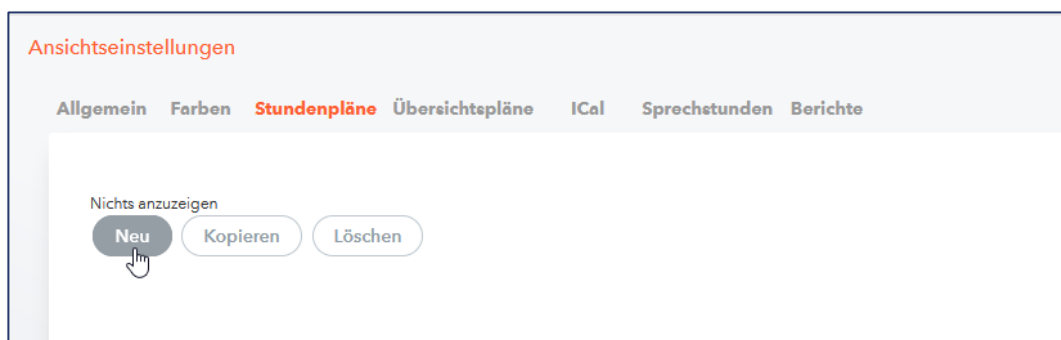 Ansichtseinstellungen
Allgemein Farben Stundenpläne Übersichtspläne ICal Sprechstunden Berichte
Nichts anzuzeigen
Neu Kopieren Löschen